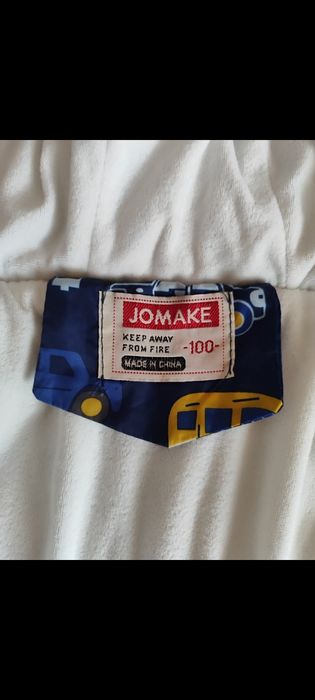 JOMAKE
KEEP AWAY
FROM FIRE -100-
MADE IN CHINA